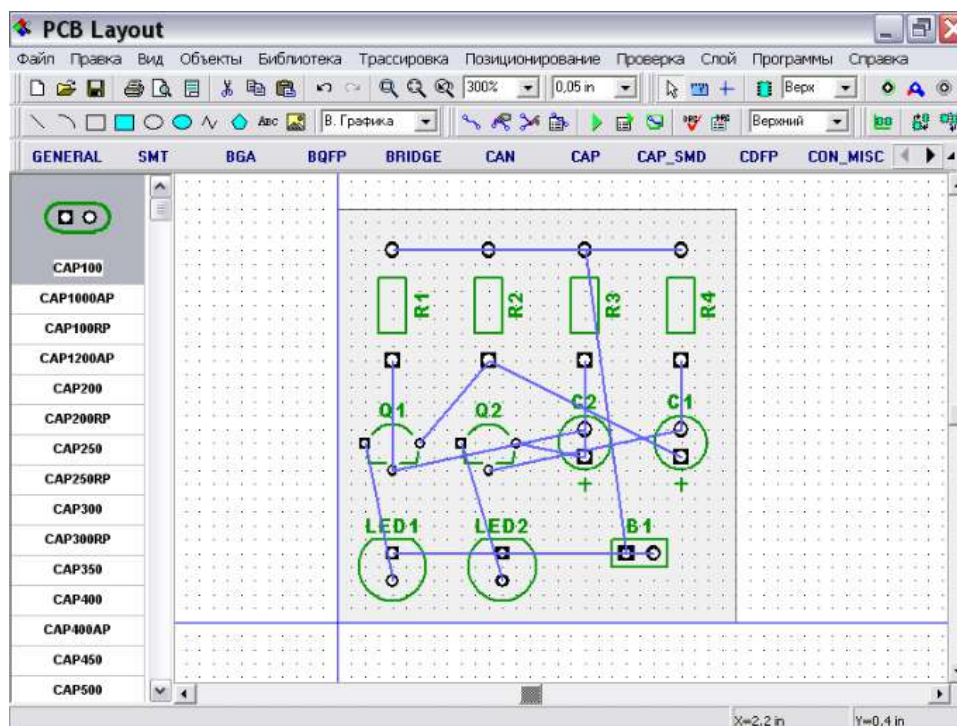 PCB Layout
Файл Правка Вид Объекты Библиотека Трассировка Позиционирование Проверка Слой Программы Справка
300% 0,05 in Верх
ABC В. Графика Верхний
GENERAL SMT BGA BQFP BRIDGE CAN CAP CAP_SMD CDFP CON_MISC
CAP100
CAP1000AP
CAP100RP
CAP1200AP
CAP200
CAP200RP
CAP250
CAP250RP
CAP300
CAP300RP
CAP350
CAP400
CAP400AP
CAP450
CAP500
R1 R2 R3 R4
Q1 Q2 C2 C1
+ +
LED1 LED2 B1
X=2,2 in Y=0,4 in